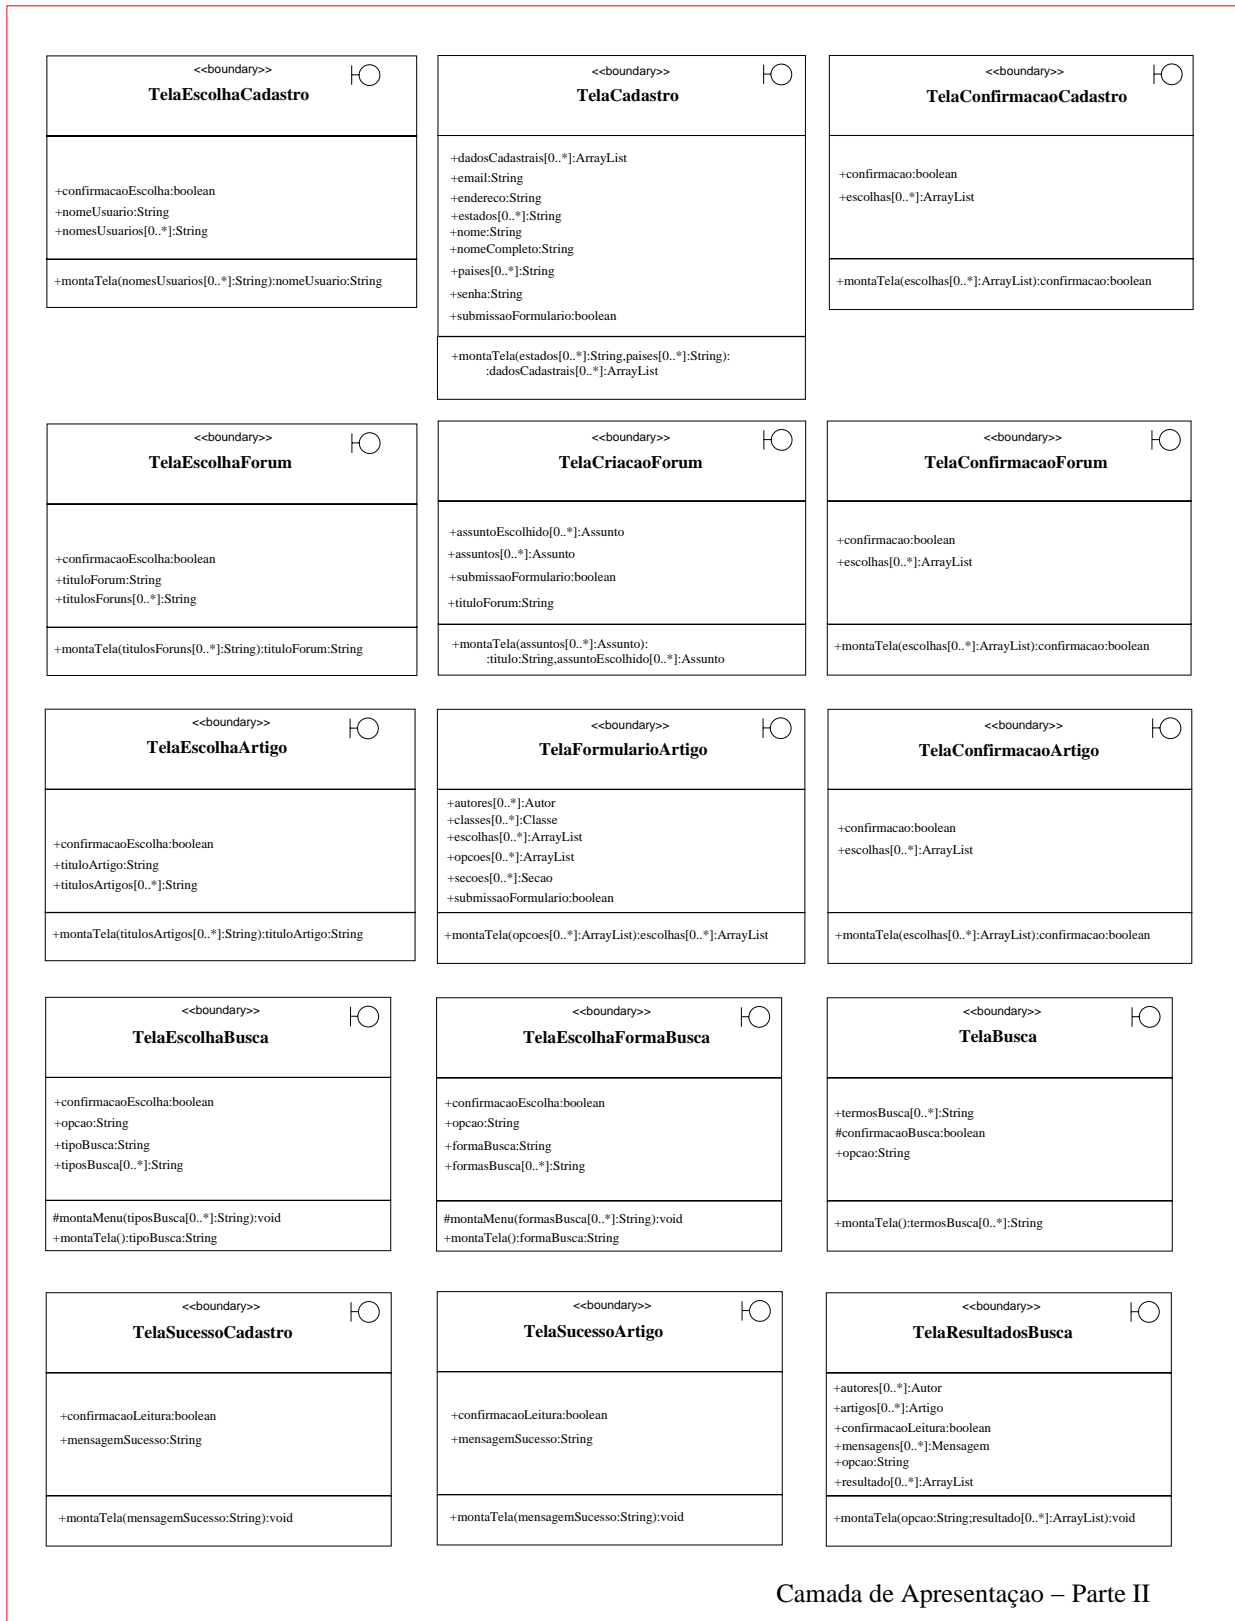 <<boundary>>
TelaEscolhaCadastro
+confirmacaoEscolha:boolean
+nomeUsuario:String
+nomesUsuarios[0..*]:String
+montaTela(nomesUsuarios[0..*]:String):nomeUsuario:String
<<boundary>>
TelaCadastro
+dadosCadastrais[0..*]:ArrayList
+email:String
+endereco:String
+estados[0..*]:String
+nome:String
+nomeCompleto:String
+paises[0..*]:String
+senha:String
+submissaoFormulario:boolean
+montaTela(estados[0..*]:String,paises[0..*]:String):
:dadosCadastrais[0..*]:ArrayList
<<boundary>>
TelaConfirmacaoCadastro
+confirmacao:boolean
+escolhas[0..*]:ArrayList
+montaTela(escolhas[0..*]:ArrayList):confirmacao:boolean
<<boundary>>
TelaEscolhaForum
+confirmacaoEscolha:boolean
+tituloForum:String
+titulosForuns[0..*]:String
+montaTela(titulosForuns[0..*]:String):tituloForum:String
<<boundary>>
TelaCriacaoForum
+assuntoEscolhido[0..*]:Assunto
+assuntos[0..*]:Assunto
+submissaoFormulario:boolean
+tituloForum:String
+montaTela(assuntos[0..*]:Assunto):
:titulo:String,assuntoEscolhido[0..*]:Assunto
<<boundary>>
TelaConfirmacaoForum
+confirmacao:boolean
+escolhas[0..*]:ArrayList
+montaTela(escolhas[0..*]:ArrayList):confirmacao:boolean
<<boundary>>
TelaEscolhaArtigo
+confirmacaoEscolha:boolean
+tituloArtigo:String
+titulosArtigos[0..*]:String
+montaTela(titulosArtigos[0..*]:String):tituloArtigo:String
<<boundary>>
TelaFormularioArtigo
+autores[0..*]:Autor
+classes[0..*]:Classe
+escolhas[0..*]:ArrayList
+opcoes[0..*]:ArrayList
+secoes[0..*]:Secao
+submissaoFormulario:boolean
+montaTela(opcoes[0..*]:ArrayList):escolhas[0..*]:ArrayList
<<boundary>>
TelaConfirmacaoArtigo
+confirmacao:boolean
+escolhas[0..*]:ArrayList
+montaTela(escolhas[0..*]:ArrayList):confirmacao:boolean
<<boundary>>
TelaEscolhaBusca
+confirmacaoEscolha:boolean
+opcao:String
+tipoBusca:String
+tiposBusca[0..*]:String
#montaMenu(tiposBusca[0..*]:String):void
+montaTela():tipoBusca:String
<<boundary>>
TelaEscolhaFormaBusca
+confirmacaoEscolha:boolean
+opcao:String
+formaBusca:String
+formasBusca[0..*]:String
#montaMenu(formasBusca[0..*]:String):void
+montaTela():formaBusca:String
<<boundary>>
TelaBusca
+termosBusca[0..*]:String
#confirmacaoBusca:boolean
+opcao:String
+montaTela():termosBusca[0..*]:String
<<boundary>>
TelaSucessoCadastro
+confirmacaoLeitura:boolean
+mensagemSucesso:String
+montaTela(mensagemSucesso:String):void
<<boundary>>
TelaSucessoArtigo
+confirmacaoLeitura:boolean
+mensagemSucesso:String
+montaTela(mensagemSucesso:String):void
<<boundary>>
TelaResultadosBusca
+autores[0..*]:Autor
+artigos[0..*]:Artigo
+confirmacaoLeitura:boolean
+mensagens[0..*]:Mensagem
+opcao:String
+resultado[0..*]:ArrayList
+montaTela(opcao:String;resultado[0..*]:ArrayList):void
Camada de Apresentaçao – Parte II